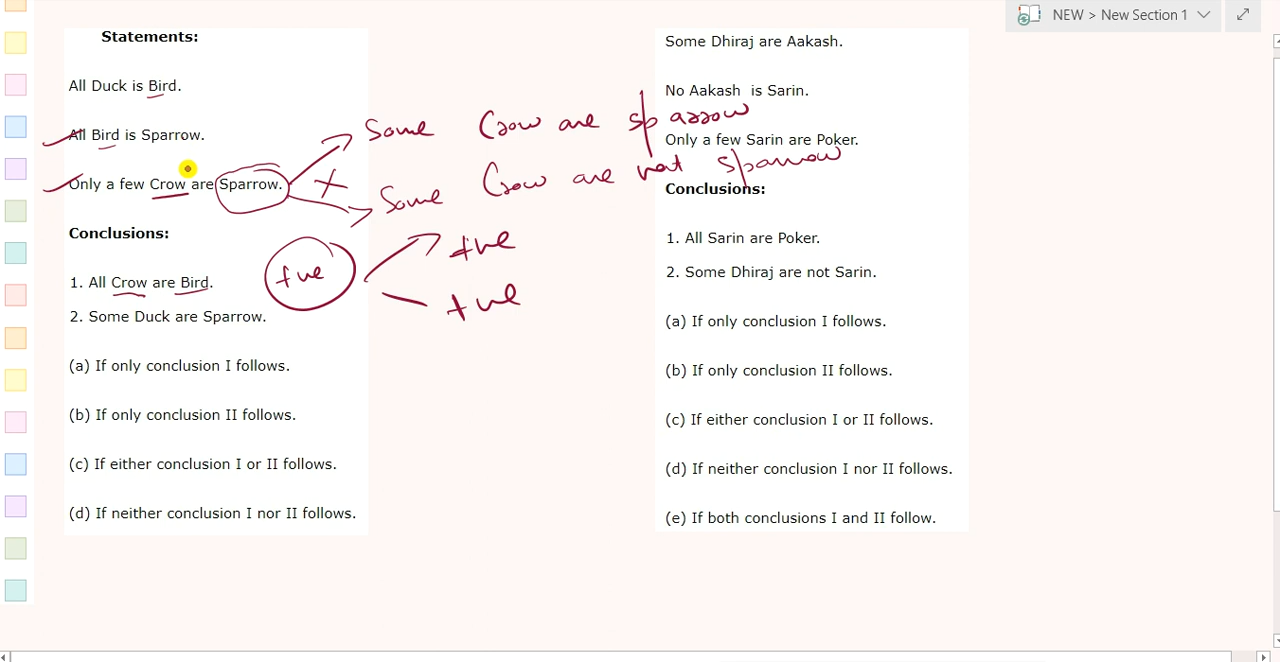 NEW > New Section 1
Statements:
All Duck is Bird.
All Bird is Sparrow.
Only a few Crow are Sparrow.
Conclusions:
1. All Crow are Bird.
2. Some Duck are Sparrow.
(a) If only conclusion I follows.
(b) If only conclusion II follows.
(c) If either conclusion I or II follows.
(d) If neither conclusion I nor II follows.
Some Crow are sparrow
+
Some Crow are not sparrow
+ve
+ve
+ve
Some Dhiraj are Aakash.
No Aakash is Sarin.
Only a few Sarin are Poker.
Conclusions:
1. All Sarin are Poker.
2. Some Dhiraj are not Sarin.
(a) If only conclusion I follows.
(b) If only conclusion II follows.
(c) If either conclusion I or II follows.
(d) If neither conclusion I nor II follows.
(e) If both conclusions I and II follow.